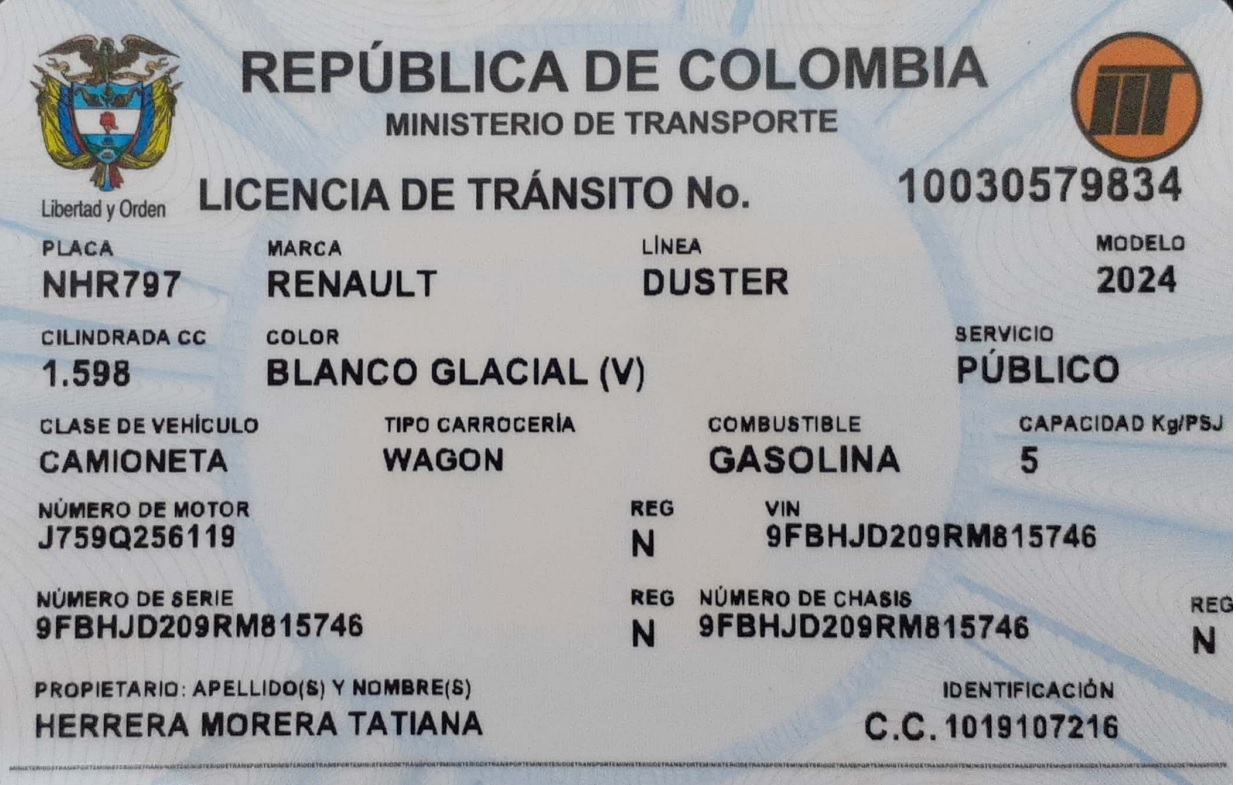 REPÚBLICA DE COLOMBIA
MINISTERIO DE TRANSPORTE
Libertad y Orden
LICENCIA DE TRÁNSITO No. 10030579834
PLACA MARCA LÍNEA MODELO
NHR797 RENAULT DUSTER 2024
CILINDRADA CC COLOR SERVICIO
1.598 BLANCO GLACIAL (V) PÚBLICO
CLASE DE VEHÍCULO TIPO CARROCERÍA COMBUSTIBLE CAPACIDAD Kg/PSJ
CAMIONETA WAGON GASOLINA 5
NÚMERO DE MOTOR REG VIN
J759Q256119 N 9FBHJD209RM815746
NÚMERO DE SERIE REG NÚMERO DE CHASIS REG
9FBHJD209RM815746 N 9FBHJD209RM815746 N
PROPIETARIO: APELLIDO(S) Y NOMBRE(S) IDENTIFICACIÓN
HERRERA MORERA TATIANA C.C. 1019107216